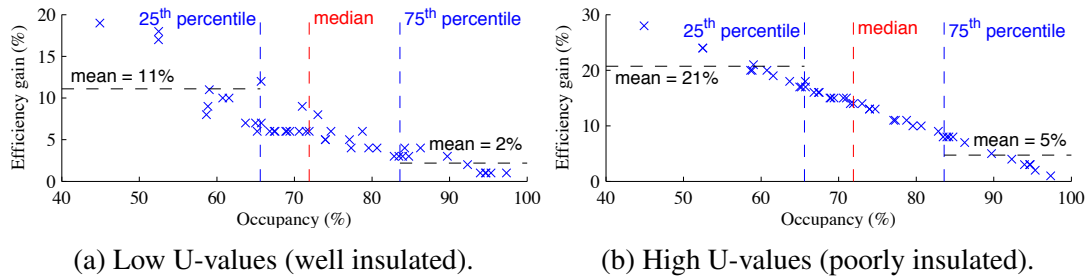 25th percentile
median
75th percentile
mean = 11%
mean = 2%
Efficiency gain (%)
20
15
10
5
0
40 50 60 70 80 90 100
Occupancy (%)
(a) Low U-values (well insulated).
25th percentile
median
75th percentile
mean = 21%
mean = 5%
Efficiency gain (%)
30
20
10
0
40 50 60 70 80 90 100
Occupancy (%)
(b) High U-values (poorly insulated).